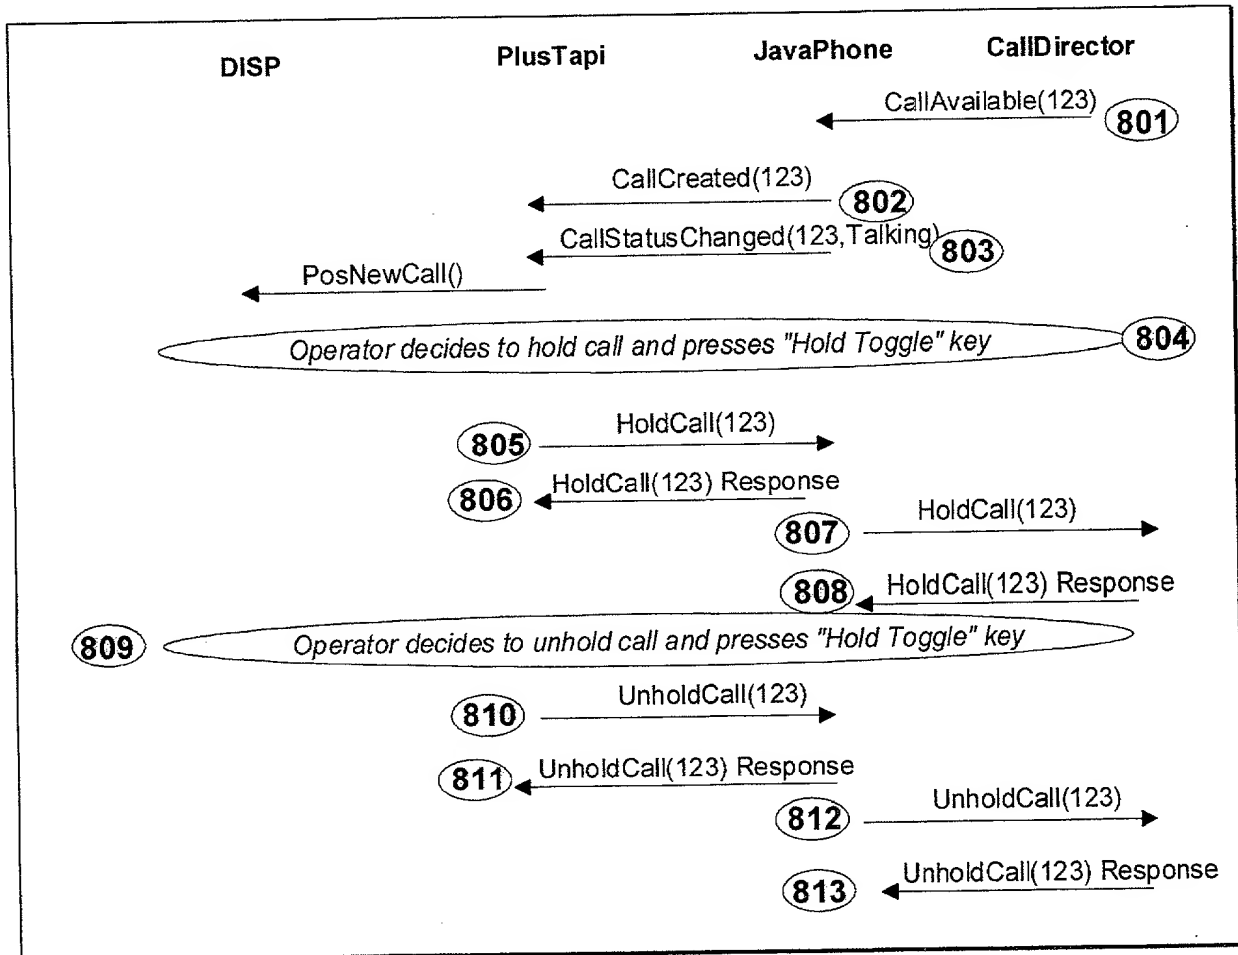 DISP PlusTapi JavaPhone CallDirector
CallAvailable(123) 801
CallCreated(123) 802
CallStatusChanged(123,Talking) 803
PosNewCall()
Operator decides to hold call and presses "Hold Toggle" key 804
805 HoldCall(123)
806 HoldCall(123) Response
807 HoldCall(123)
808 HoldCall(123) Response
809 Operator decides to unhold call and presses "Hold Toggle" key
810 UnholdCall(123)
811 UnholdCall(123) Response
812 UnholdCall(123)
813 UnholdCall(123) Response